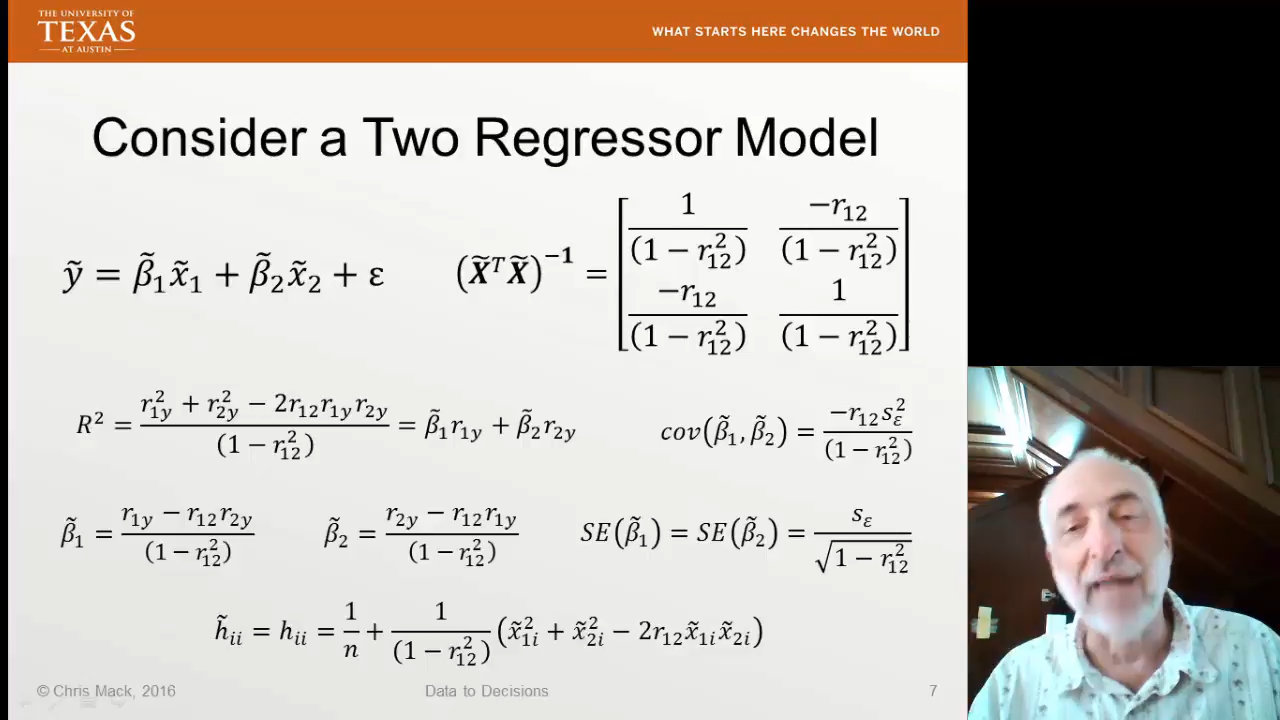 THE UNIVERSITY OF
TEXAS
AT AUSTIN
WHAT STARTS HERE CHANGES THE WORLD
Consider a Two Regressor Model
ỹ = β̃₁x̃₁ + β̃₂x̃₂ + ε
(X̃ᵀX̃)⁻¹ = [1/(1 − r₁₂²) −r₁₂/(1 − r₁₂²)
−r₁₂/(1 − r₁₂²) 1/(1 − r₁₂²)]
R² = (r₁y² + r₂y² − 2r₁₂r₁yr₂y)/(1 − r₁₂²) = β̃₁r₁y + β̃₂r₂y
cov(β̃₁, β̃₂) = −r₁₂sε²/(1 − r₁₂²)
β̃₁ = (r₁y − r₁₂r₂y)/(1 − r₁₂²)
β̃₂ = (r₂y − r₁₂r₁y)/(1 − r₁₂²)
SE(β̃₁) = SE(β̃₂) = sε/√(1 − r₁₂²)
h̃ᵢᵢ = hᵢᵢ = 1/n + 1/(1 − r₁₂²) (x̃₁ᵢ² + x̃₂ᵢ² − 2r₁₂x̃₁ᵢx̃₂ᵢ)
© Chris Mack, 2016
Data to Decisions
7